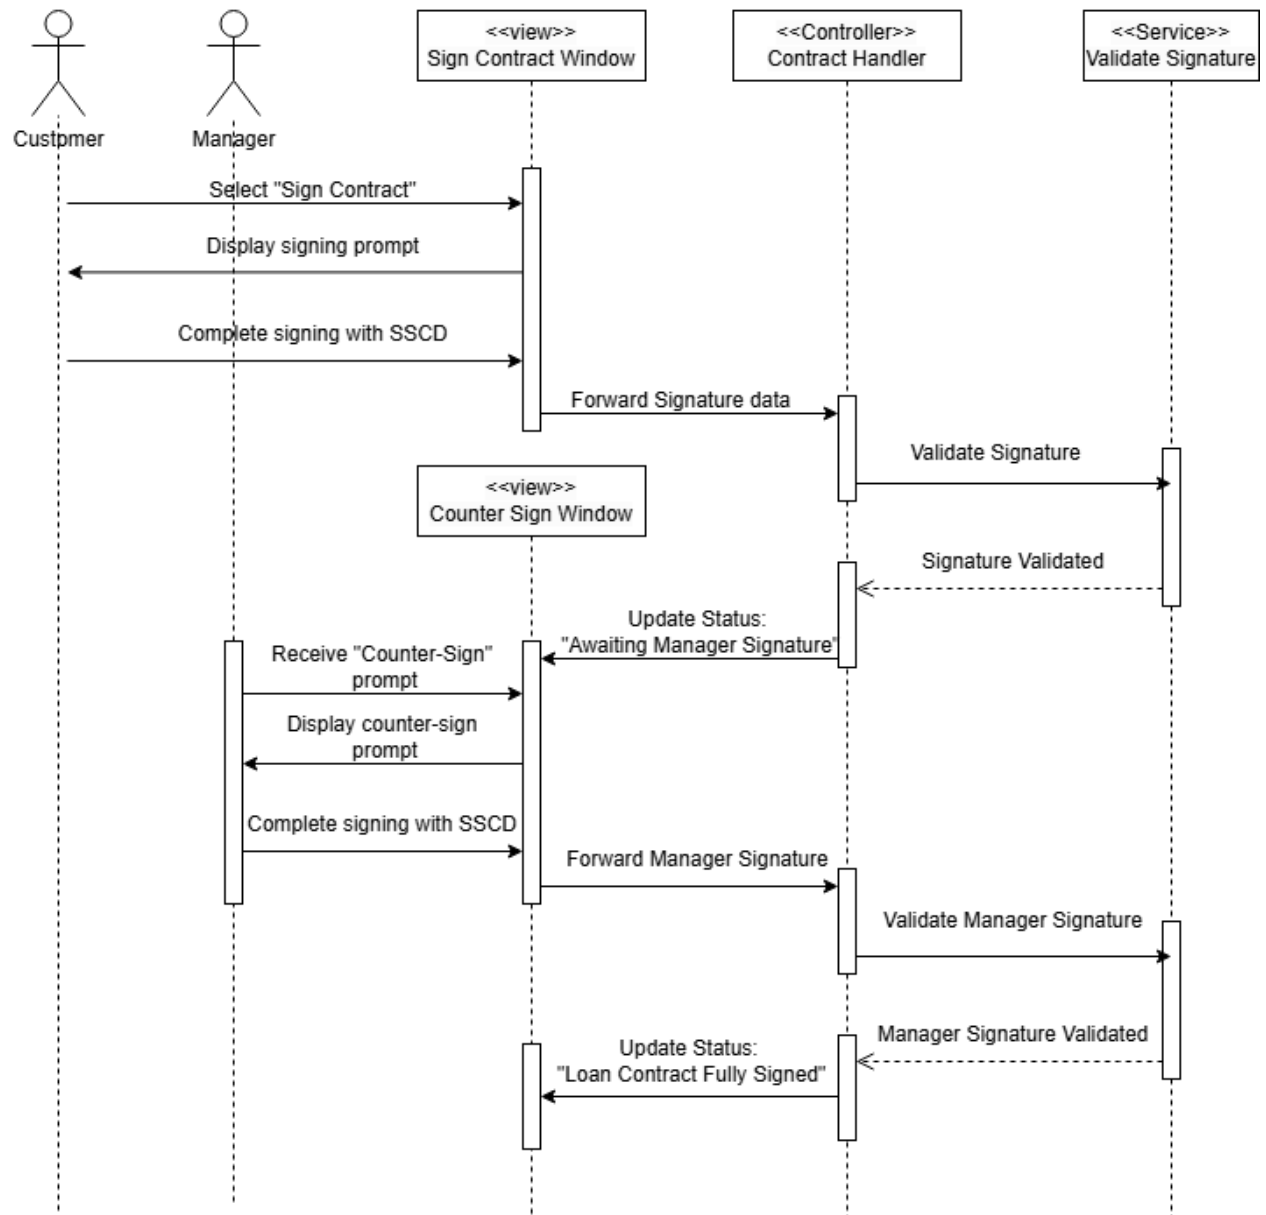 <<view>>
Sign Contract Window
<<Controller>>
Contract Handler
<<Service>>
Validate Signature
Customer
Manager
Select "Sign Contract"
Display signing prompt
Complete signing with SSCD
Forward Signature data
Validate Signature
<<view>>
Counter Sign Window
Signature Validated
Update Status:
"Awaiting Manager Signature"
Receive "Counter-Sign"
prompt
Display counter-sign
prompt
Complete signing with SSCD
Forward Manager Signature
Validate Manager Signature
Manager Signature Validated
Update Status:
"Loan Contract Fully Signed"